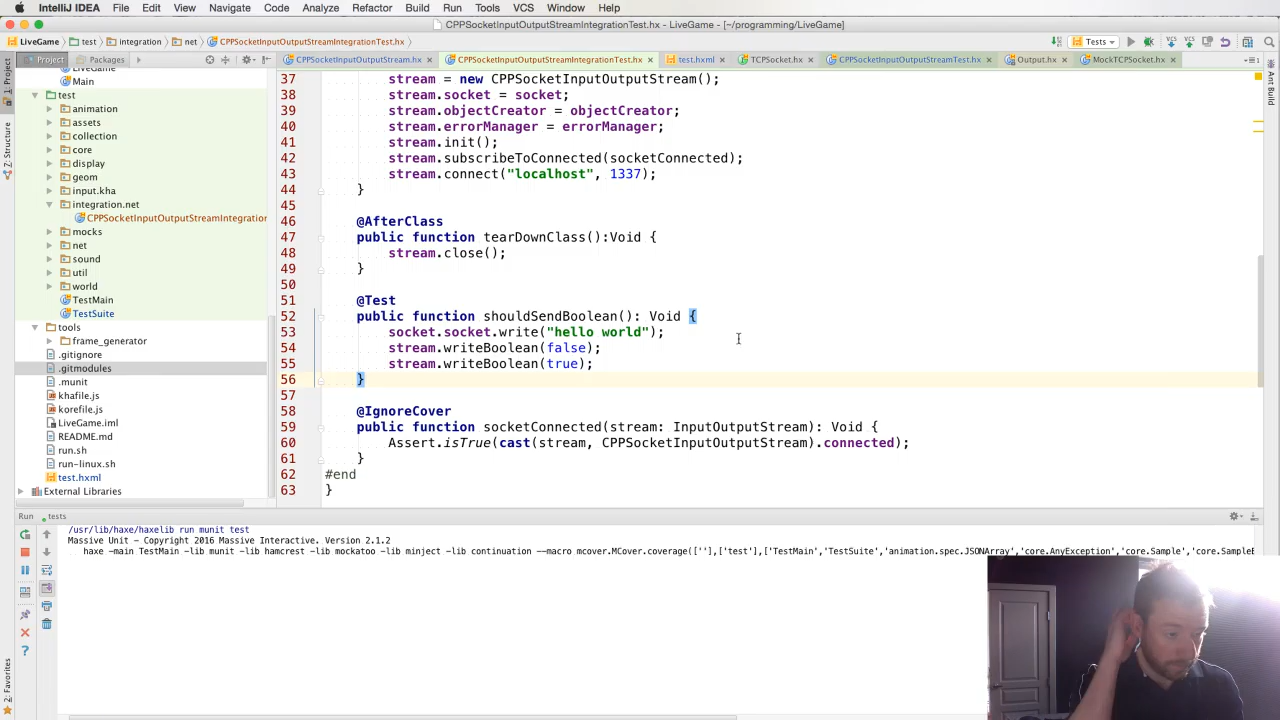 IntelliJ IDEA File Edit View Navigate Code Analyze Refactor Build Run Tools VCS Window Help
CPPSocketInputOutputStreamIntegrationTest.hx - LiveGame - [~/programming/LiveGame]
LiveGame test integration net CPPSocketInputOutputStreamIntegrationTest.hx Tests
Project Packages CPPSocketInputOutputStream.hx CPPSocketInputOutputStreamIntegrationTest.hx test.hxml TCPSocket.hx CPPSocketInputOutputStreamTest.hx Output.hx MockTCPSocket.hx
1: Project
7: Structure
2: Favorites
Ant Build
LiveGame
Main
test
animation
assets
collection
core
display
geom
input.kha
integration.net
CPPSocketInputOutputStreamIntegration
mocks
net
sound
util
world
TestMain
TestSuite
tools
frame_generator
.gitignore
.gitmodules
.munit
khafile.js
korefile.js
LiveGame.iml
README.md
run.sh
run-linux.sh
test.hxml
External Libraries
37 stream = new CPPSocketInputOutputStream();
38 stream.socket = socket;
39 stream.objectCreator = objectCreator;
40 stream.errorManager = errorManager;
41 stream.init();
42 stream.subscribeToConnected(socketConnected);
43 stream.connect("localhost", 1337);
44 }
45
46 @AfterClass
47 public function tearDownClass():Void {
48 stream.close();
49 }
50
51 @Test
52 public function shouldSendBoolean(): Void {
53 socket.socket.write("hello world");
54 stream.writeBoolean(false);
55 stream.writeBoolean(true);
56 }
57
58 @IgnoreCover
59 public function socketConnected(stream: InputOutputStream): Void {
60 Assert.isTrue(cast(stream, CPPSocketInputOutputStream).connected);
61 }
62 #end
63 }
Run tests
/usr/lib/haxe/haxelib run munit test
Massive Unit - Copyright 2016 Massive Interactive. Version 2.1.2
haxe -main TestMain -lib munit -lib hamcrest -lib mockatoo -lib minject -lib continuation --macro mcover.MCover.coverage([''],['test'],['TestMain','TestSuite','animation.spec.JSONArray','core.AnyException','core.Sample','core.SampleE